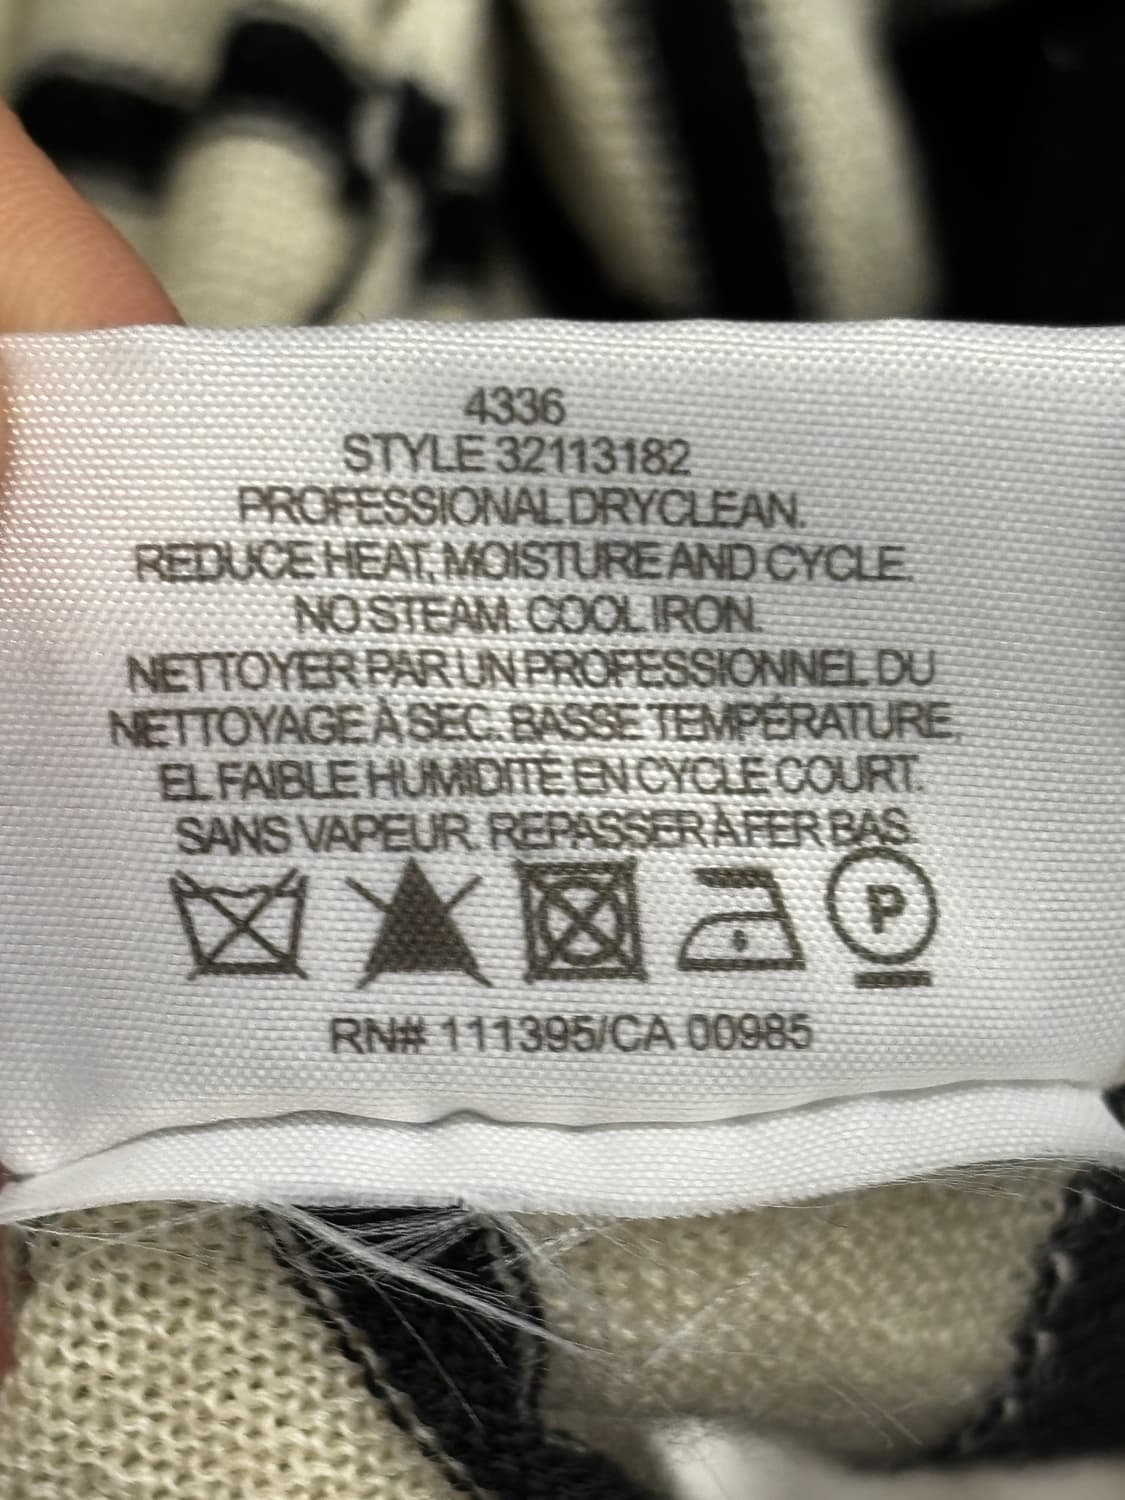 4336
STYLE 32113182
PROFESSIONAL DRYCLEAN.
REDUCE HEAT, MOISTURE AND CYCLE.
NO STEAM. COOL IRON.
NETTOYER PAR UN PROFESSIONNEL DU
NETTOYAGE À SEC. BASSE TEMPÉRATURE,
EL FAIBLE HUMIDITÉ EN CYCLE COURT.
SANS VAPEUR. REPASSER À FER BAS.
P
RN# 111395/CA 00985